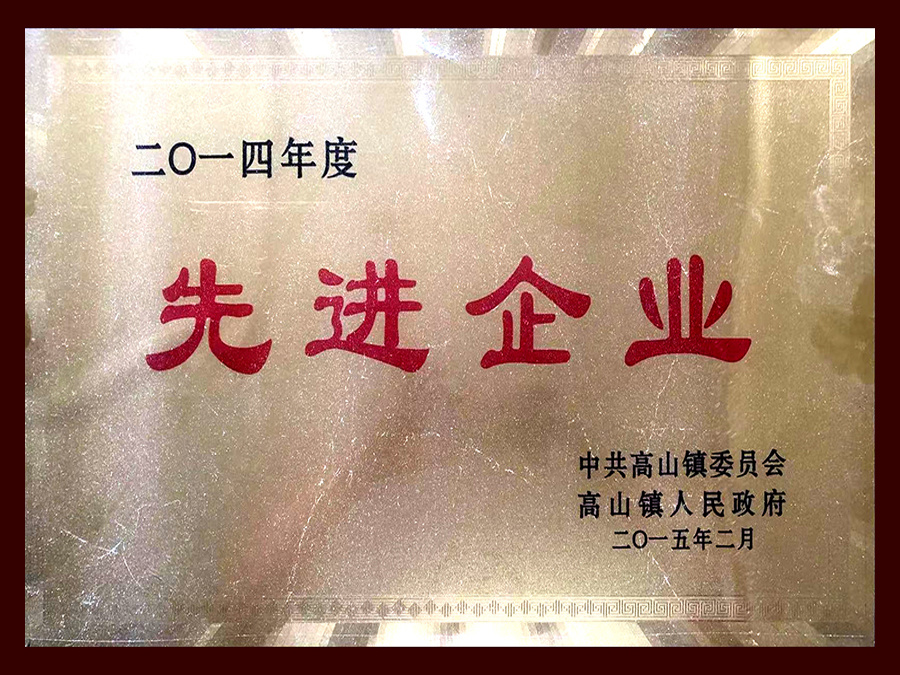 二〇一四年度
先进企业
中共高山镇委员会
高山镇人民政府
二〇一五年二月